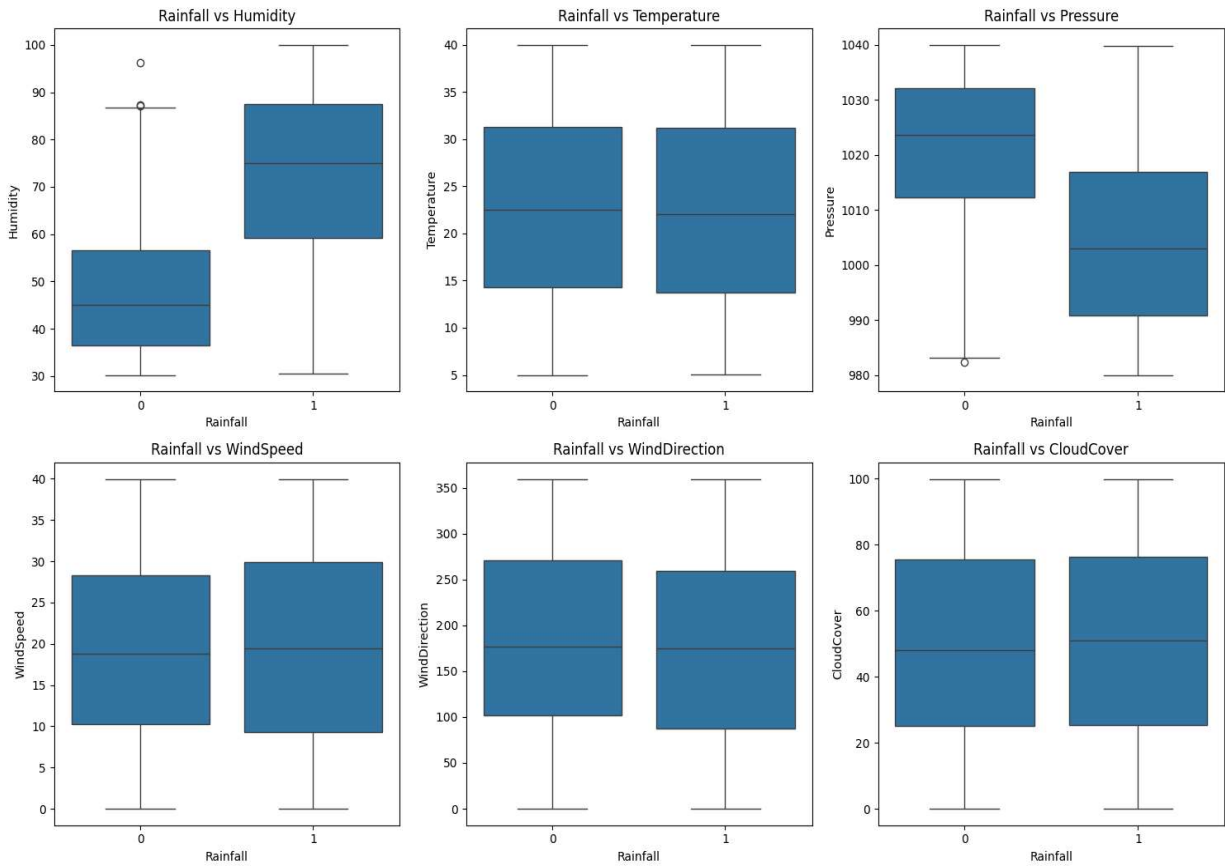 Rainfall vs Humidity
100
90
80
70
60
50
40
30
Humidity
0 1
Rainfall
Rainfall vs Temperature
40
35
30
25
20
15
10
5
Temperature
0 1
Rainfall
Rainfall vs Pressure
1040
1030
1020
1010
1000
990
980
Pressure
0 1
Rainfall
Rainfall vs WindSpeed
40
35
30
25
20
15
10
5
0
WindSpeed
0 1
Rainfall
Rainfall vs WindDirection
350
300
250
200
150
100
50
0
WindDirection
0 1
Rainfall
Rainfall vs CloudCover
100
80
60
40
20
0
CloudCover
0 1
Rainfall